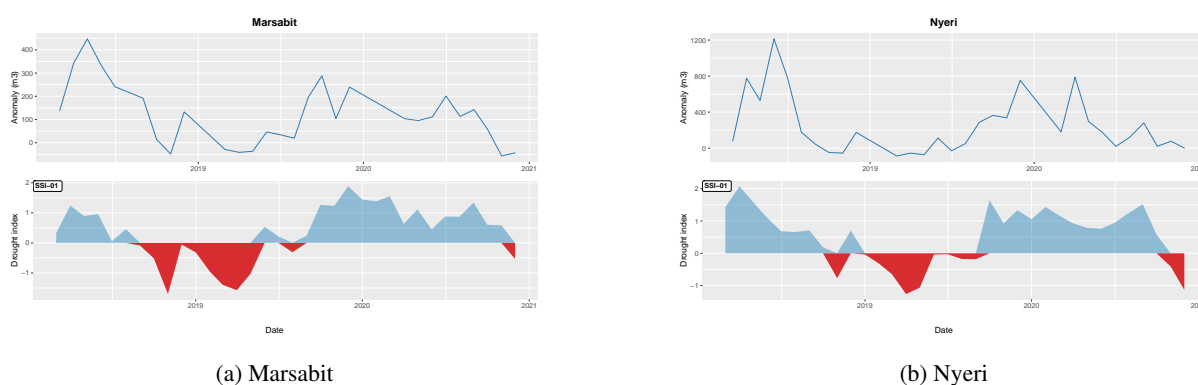 Marsabit
Anomaly (m3)
400
300
200
100
0
2019
2020
2021
SSI-01
Drought index
2
1
0
−1
2019
2020
2021
Date
(a) Marsabit
Nyeri
Anomaly (m3)
1200
800
400
0
2019
2020
SSI-01
Drought index
2
1
0
−1
2019
2020
20
Date
(b) Nyeri